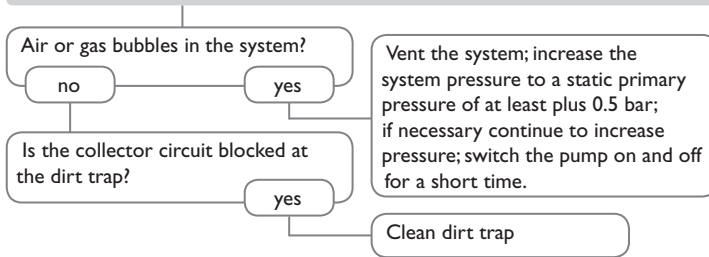 Air or gas bubbles in the system?
no
yes
Vent the system; increase the
system pressure to a static primary
pressure of at least plus 0.5 bar;
if necessary continue to increase
pressure; switch the pump on and off
for a short time.
Is the collector circuit blocked at
the dirt trap?
yes
Clean dirt trap